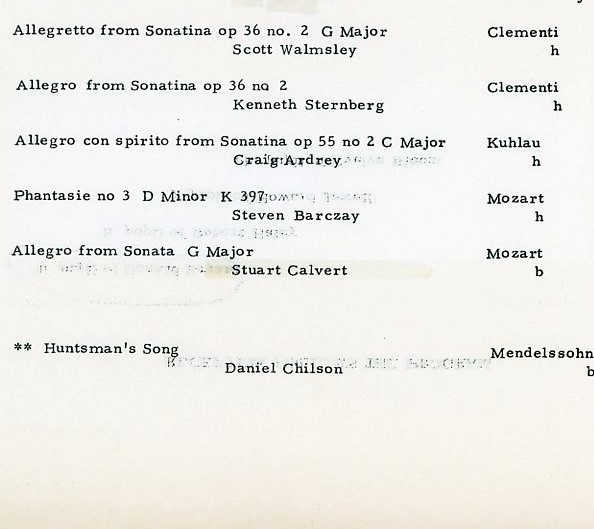 Allegretto from Sonatina op 36 no. 2 G Major Clementi
Scott Walmsley h
Allegro from Sonatina op 36 no 2 Clementi
Kenneth Sternberg h
Allegro con spirito from Sonatina op 55 no 2 C Major Kuhlau
Craig Ardrey h
Phantasie no 3 D Minor K 397 Mozart
Steven Barczay h
Allegro from Sonata G Major Mozart
Stuart Calvert b
** Huntsman's Song Mendelssohn
Daniel Chilson b